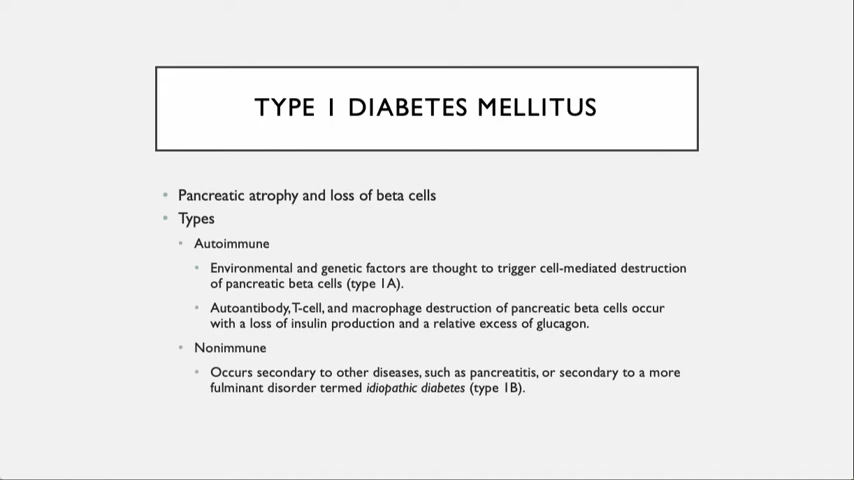 TYPE 1 DIABETES MELLITUS
• Pancreatic atrophy and loss of beta cells
• Types
• Autoimmune
• Environmental and genetic factors are thought to trigger cell-mediated destruction
of pancreatic beta cells (type 1A).
• Autoantibody, T-cell, and macrophage destruction of pancreatic beta cells occur
with a loss of insulin production and a relative excess of glucagon.
• Nonimmune
• Occurs secondary to other diseases, such as pancreatitis, or secondary to a more
fulminant disorder termed idiopathic diabetes (type 1B).